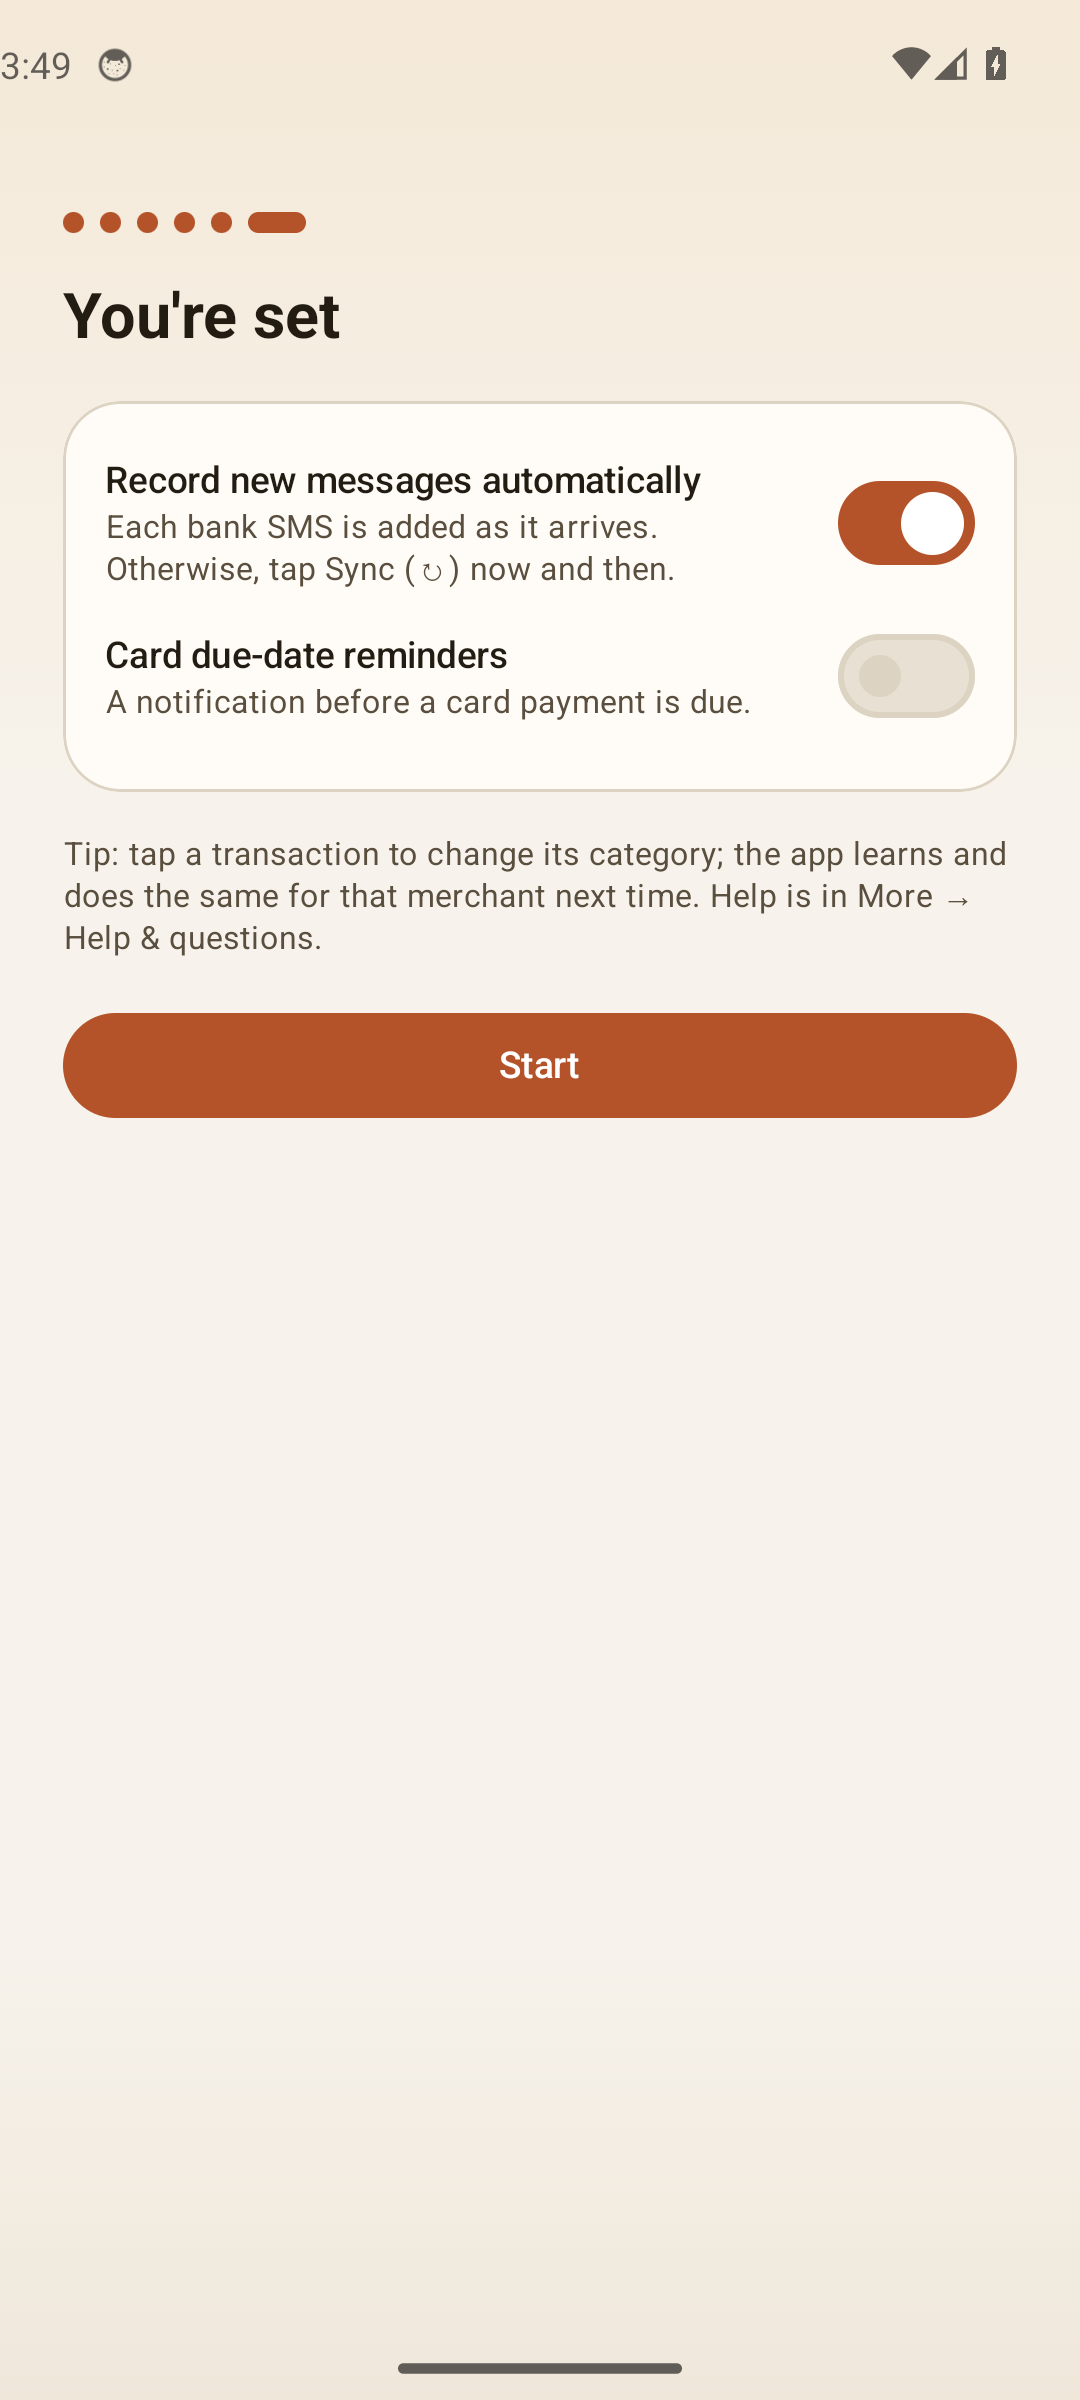 3:49
You're set
Record new messages automatically
Each bank SMS is added as it arrives.
Otherwise, tap Sync (↻) now and then.
Card due-date reminders
A notification before a card payment is due.
Tip: tap a transaction to change its category; the app learns and
does the same for that merchant next time. Help is in More →
Help & questions.
Start